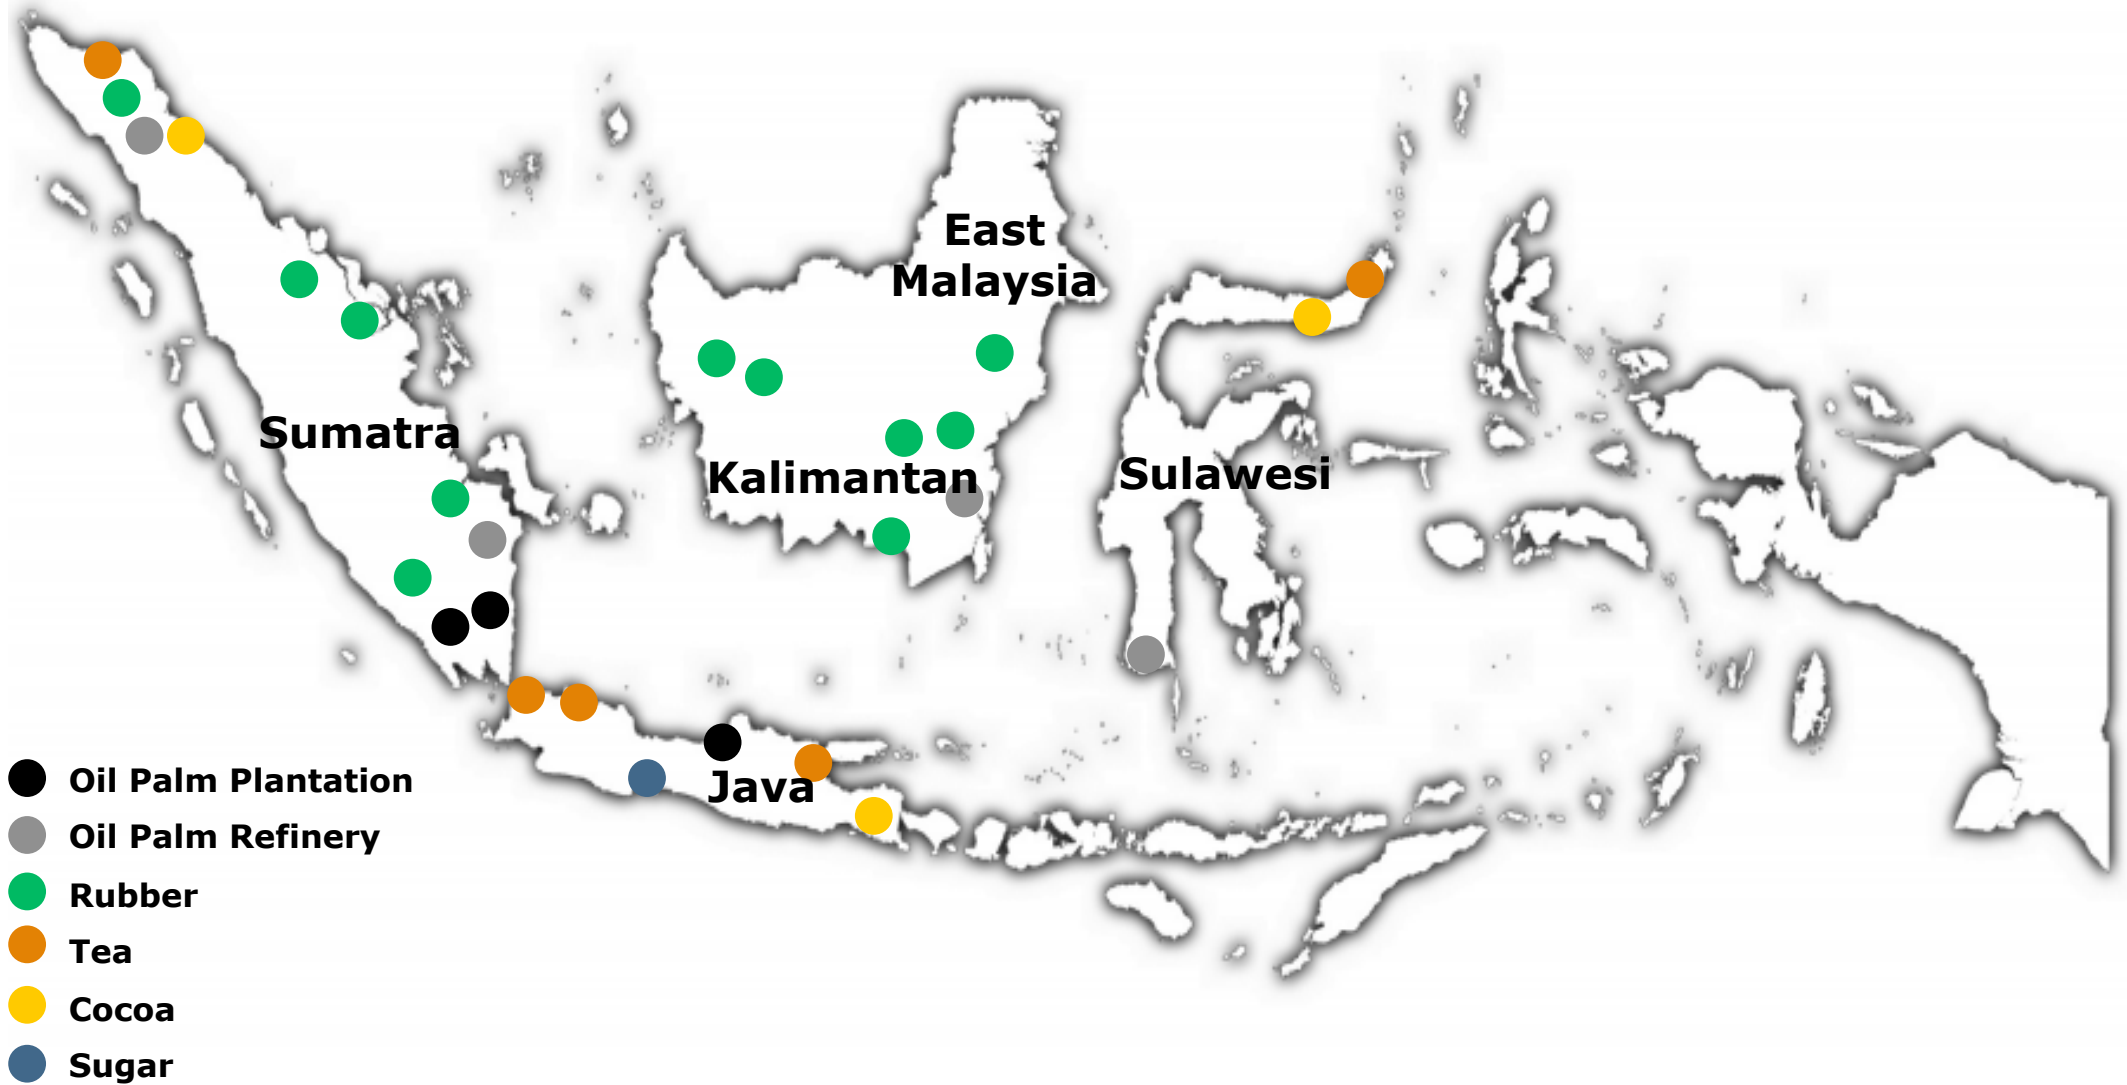 East
Malaysia
Sumatra
Kalimantan
Sulawesi
Java
Oil Palm Plantation
Oil Palm Refinery
Rubber
Tea
Cocoa
Sugar